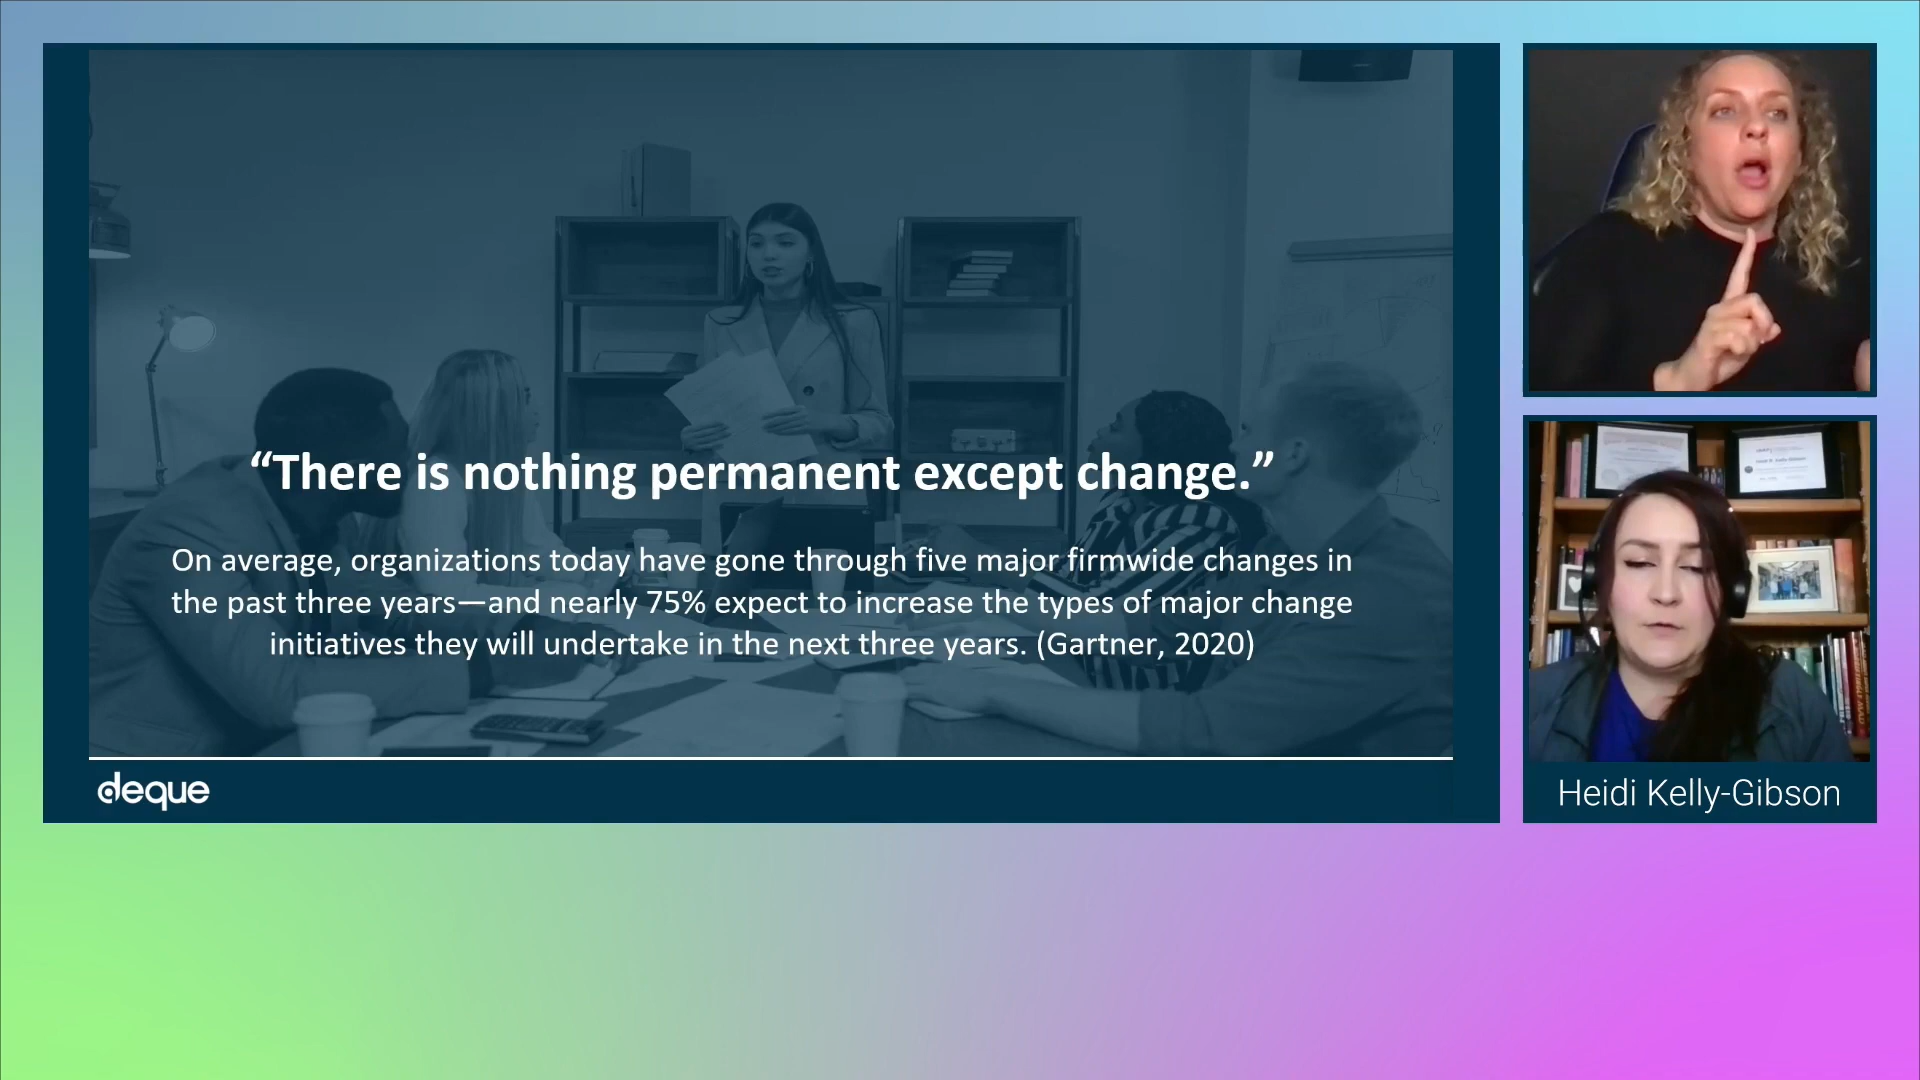 “There is nothing permanent except change.”
On average, organizations today have gone through five major firmwide changes in
the past three years—and nearly 75% expect to increase the types of major change
initiatives they will undertake in the next three years. (Gartner, 2020)
deque
Heidi Kelly-Gibson